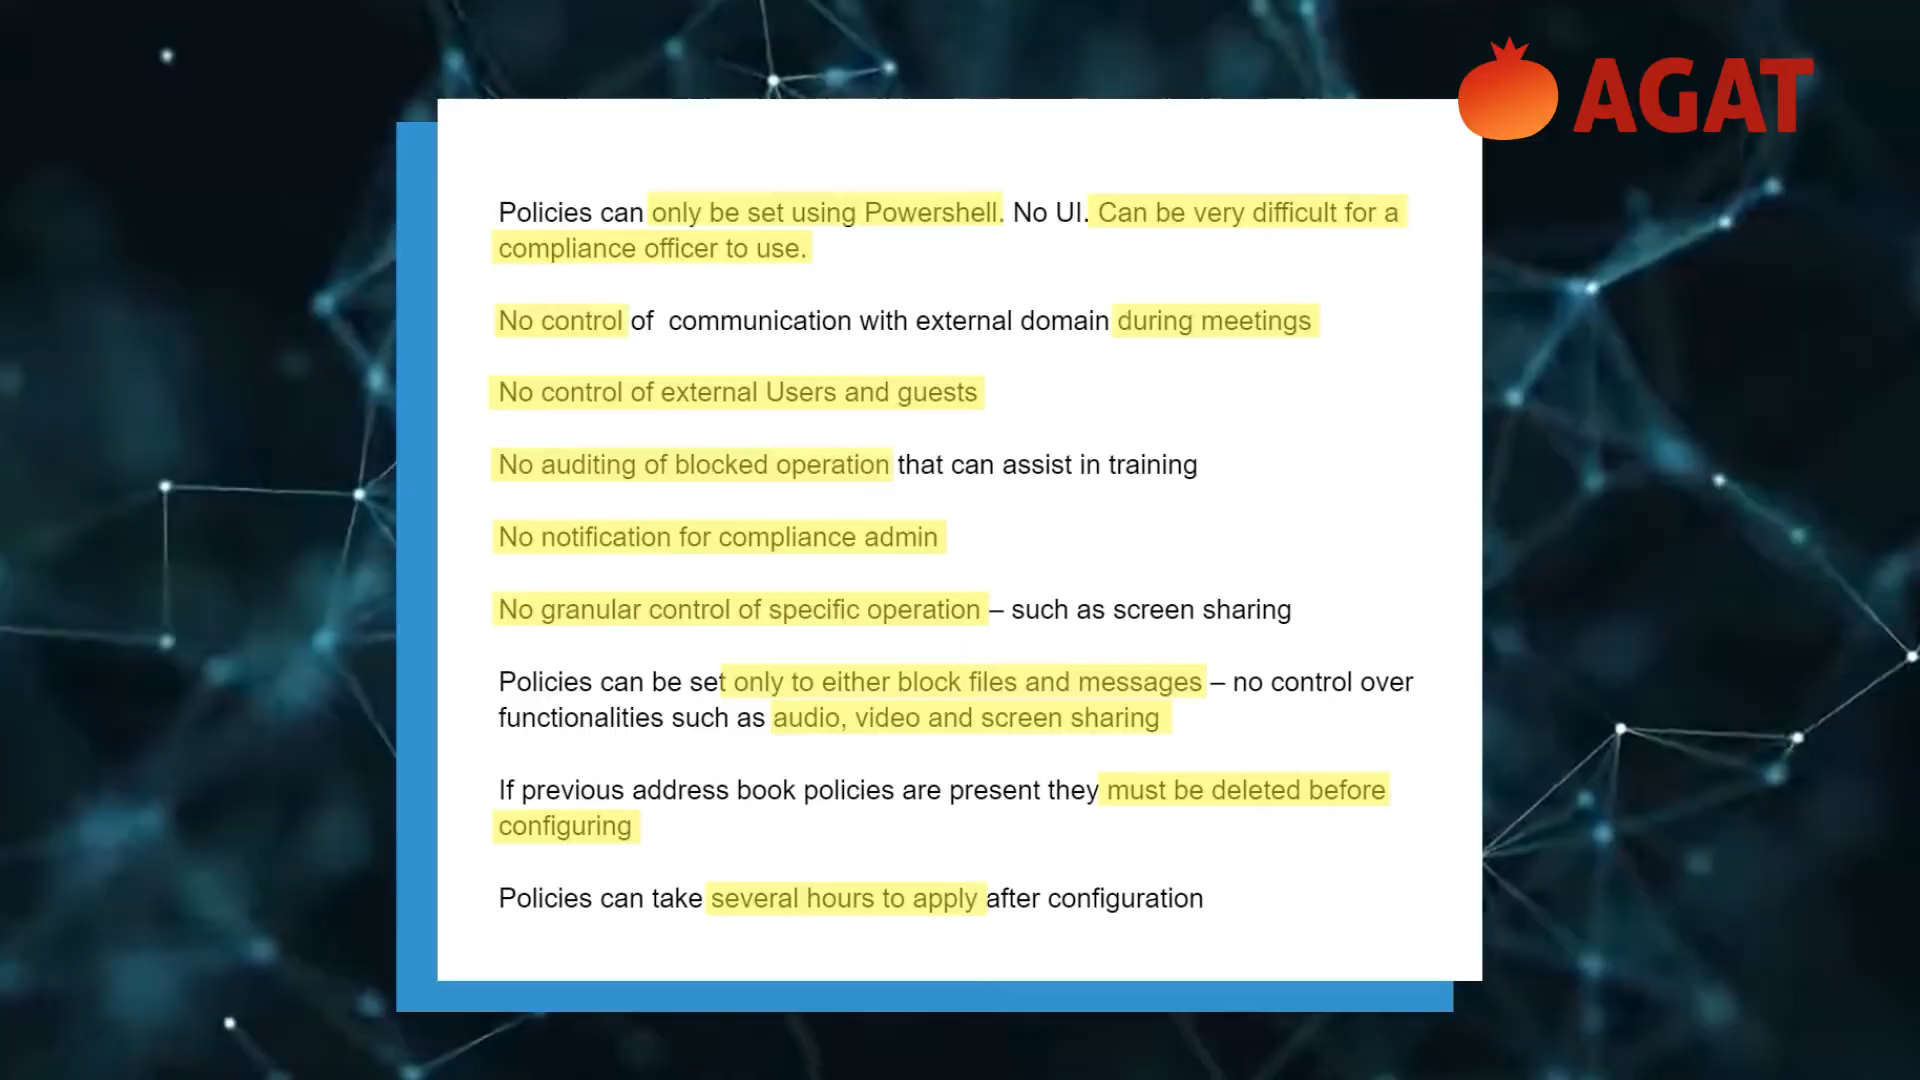 AGAT
Policies can only be set using Powershell. No UI. Can be very difficult for a
compliance officer to use.
No control of  communication with external domain during meetings
No control of external Users and guests
No auditing of blocked operation that can assist in training
No notification for compliance admin
No granular control of specific operation – such as screen sharing
Policies can be set only to either block files and messages – no control over
functionalities such as audio, video and screen sharing
If previous address book policies are present they must be deleted before
configuring
Policies can take several hours to apply after configuration